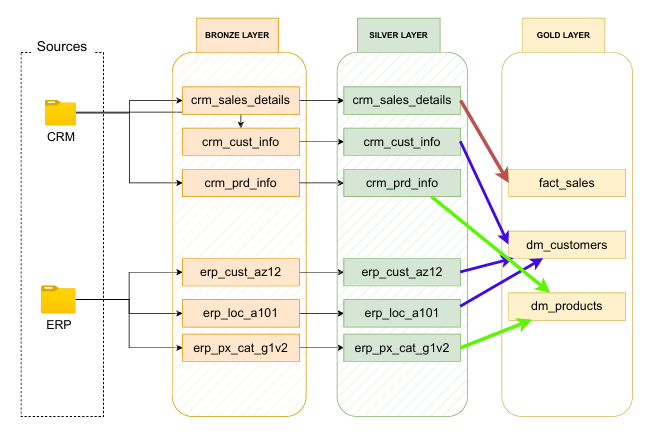 Sources
BRONZE LAYER
SILVER LAYER
GOLD LAYER
CRM
ERP
crm_sales_details
crm_cust_info
crm_prd_info
erp_cust_az12
erp_loc_a101
erp_px_cat_g1v2
crm_sales_details
crm_cust_info
crm_prd_info
erp_cust_az12
erp_loc_a101
erp_px_cat_g1v2
fact_sales
dm_customers
dm_products